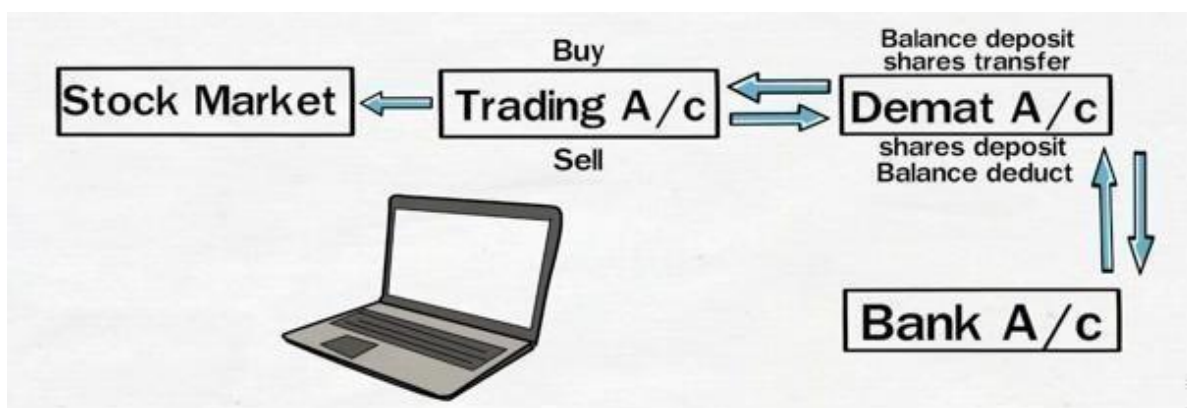 Buy
Stock Market
Trading A/c
Sell
Balance deposit
shares transfer
Demat A/c
shares deposit
Balance deduct
Bank A/c